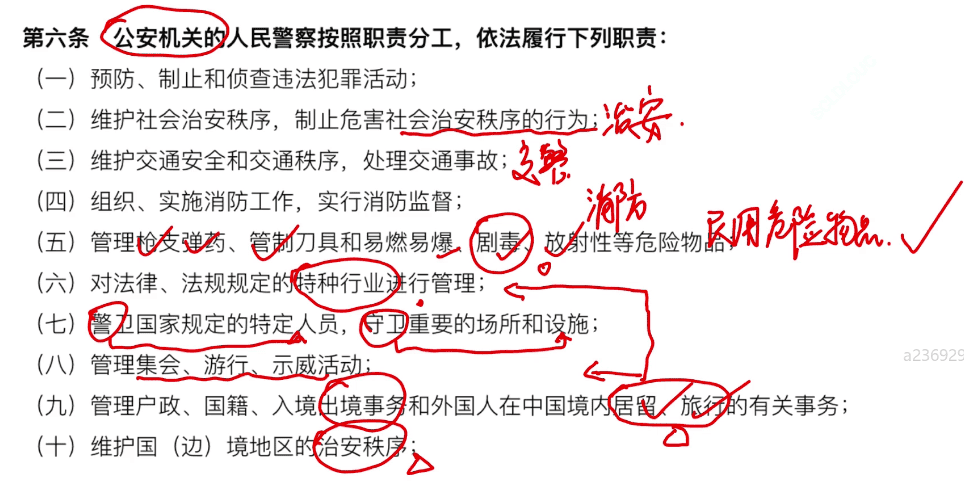 第六条 公安机关的人民警察按照职责分工，依法履行下列职责：
（一）预防、制止和侦查违法犯罪活动；
（二）维护社会治安秩序，制止危害社会治安秩序的行为；治安.
（三）维护交通安全和交通秩序，处理交通事故；交警
（四）组织、实施消防工作，实行消防监督；消防
（五）管理枪支弹药、管制刀具和易燃易爆、剧毒、放射性等危险物品；民用危险物品.
（六）对法律、法规规定的特种行业进行管理；
（七）警卫国家规定的特定人员，守卫重要的场所和设施；
a236929
（八）管理集会、游行、示威活动；
（九）管理户政、国籍、入境出境事务和外国人在中国境内居留、旅行的有关事务；
（十）维护国（边）境地区的治安秩序；